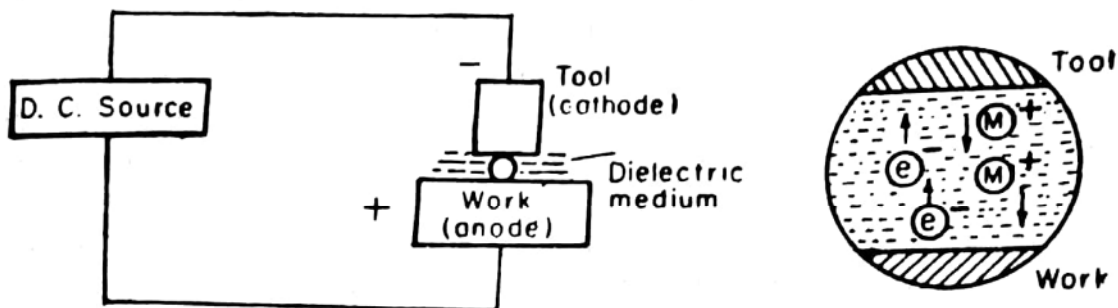 D. C. Source
−
Tool
(cathode)
Dielectric
medium
+
Work
(anode)
Tool
M +
e −
M +
e −
Work